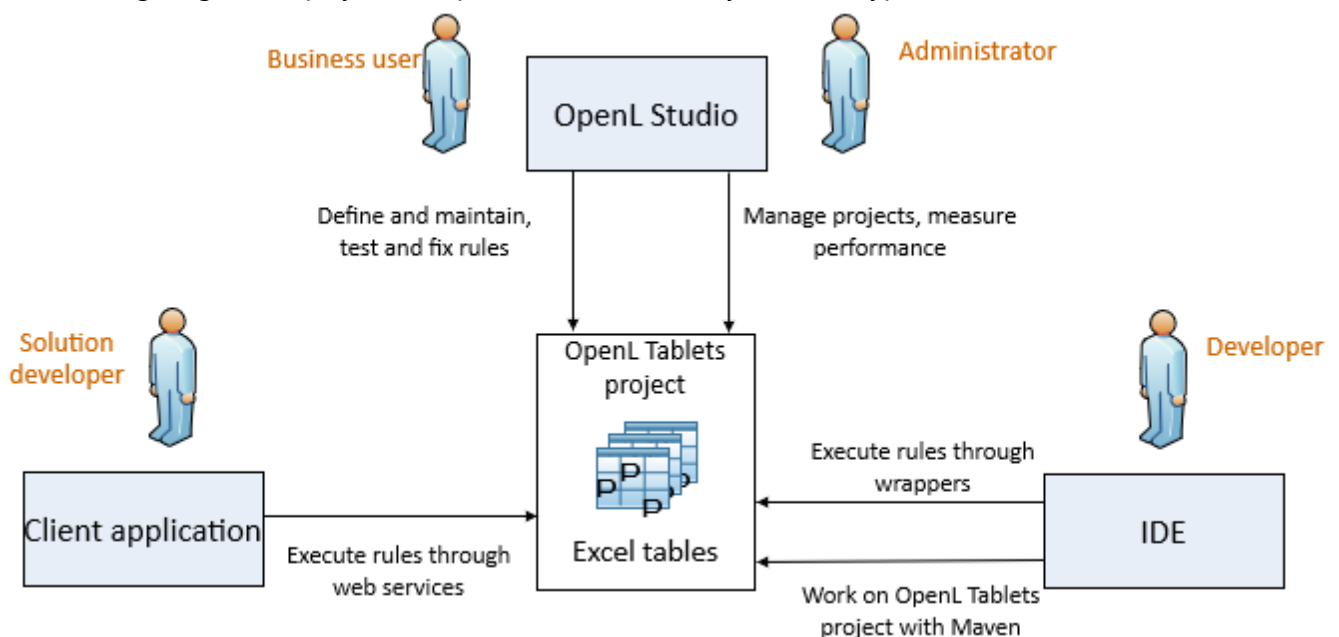 Business user
Administrator
OpenL Studio
Define and maintain,
test and fix rules
Manage projects, measure
performance
Solution
developer
OpenL Tablets
project
Developer
P
P
P
P
Execute rules through
wrappers
Client application
Excel tables
IDE
Execute rules through
web services
Work on OpenL Tablets
project with Maven